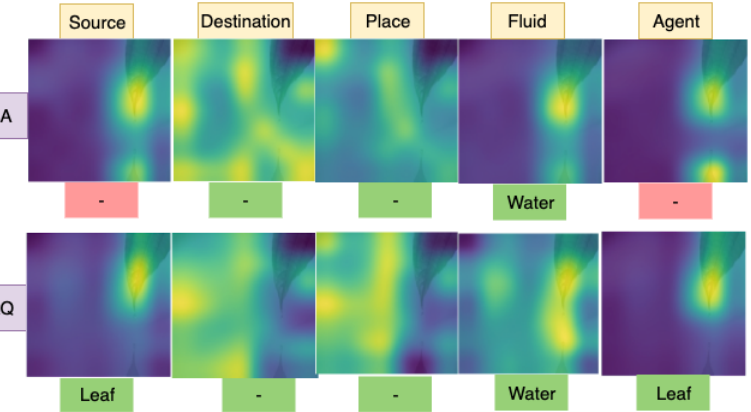 Source Destination Place Fluid Agent
A
- - - Water -
Q
Leaf - - Water Leaf